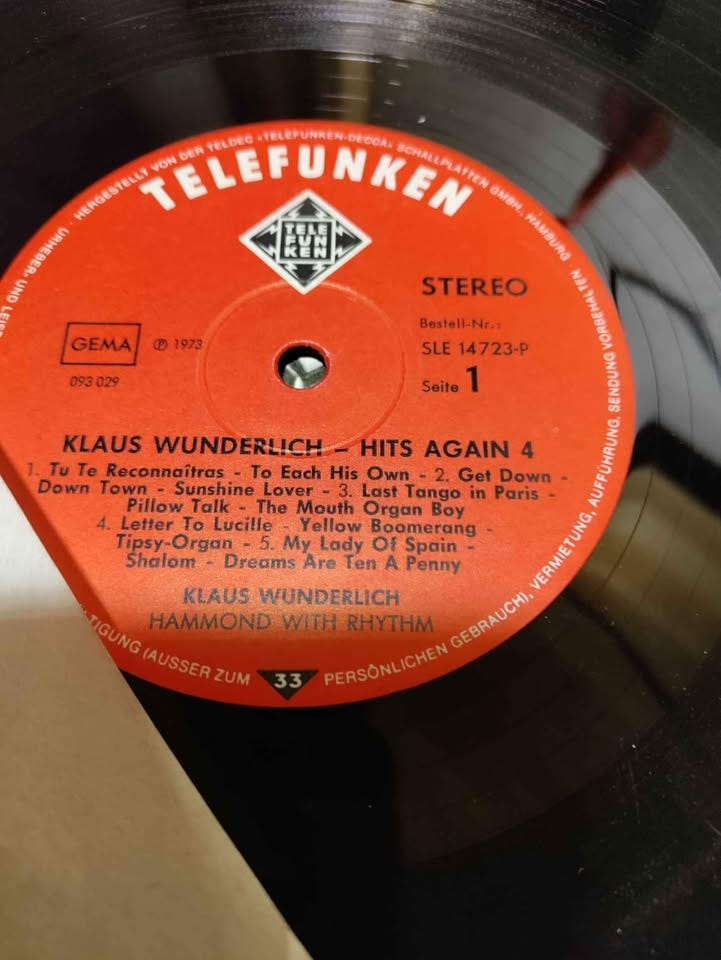 URHEBER- UND LEIST
HERGESTELLT VON DER TELDEC »TELEFUNKEN-DECCA« SCHALLPLATTEN GMBH., HAMBURG
TELEFUNKEN
TELE
FUN
KEN
STEREO
Bestell-Nr.:
GEMA
℗ 1973
SLE 14723-P
093 029
Seite 1
KLAUS WUNDERLICH – HITS AGAIN 4
1. Tu Te Reconnaîtras - To Each His Own - 2. Get Down -
Down Town - Sunshine Lover - 3. Last Tango in Paris -
Pillow Talk - The Mouth Organ Boy
4. Letter To Lucille - Yellow Boomerang -
Tipsy-Organ - 5. My Lady Of Spain -
Shalom - Dreams Are Ten A Penny
KLAUS WUNDERLICH
HAMMOND WITH RHYTHM
TIGUNG (AUSSER ZUM
33
PERSÖNLICHEN GEBRAUCH), VERMIETUNG, AUFFÜHRUNG, SENDUNG VORBEHALTEN